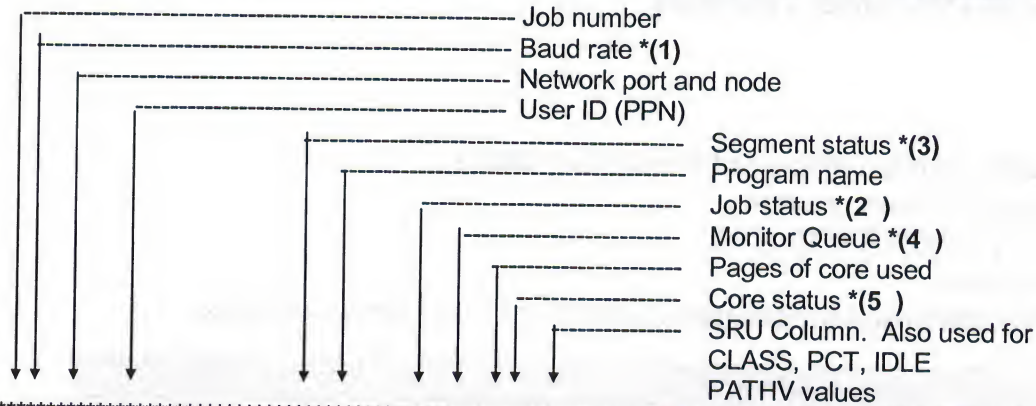 Job number
Baud rate *(1)
Network port and node
User ID (PPN)
Segment status *(3)
Program name
Job status *(2 )
Monitor Queue *(4 )
Pages of core used
Core status *(5 )
SRU Column. Also used for
CLASS, PCT, IDLE
PATHV values